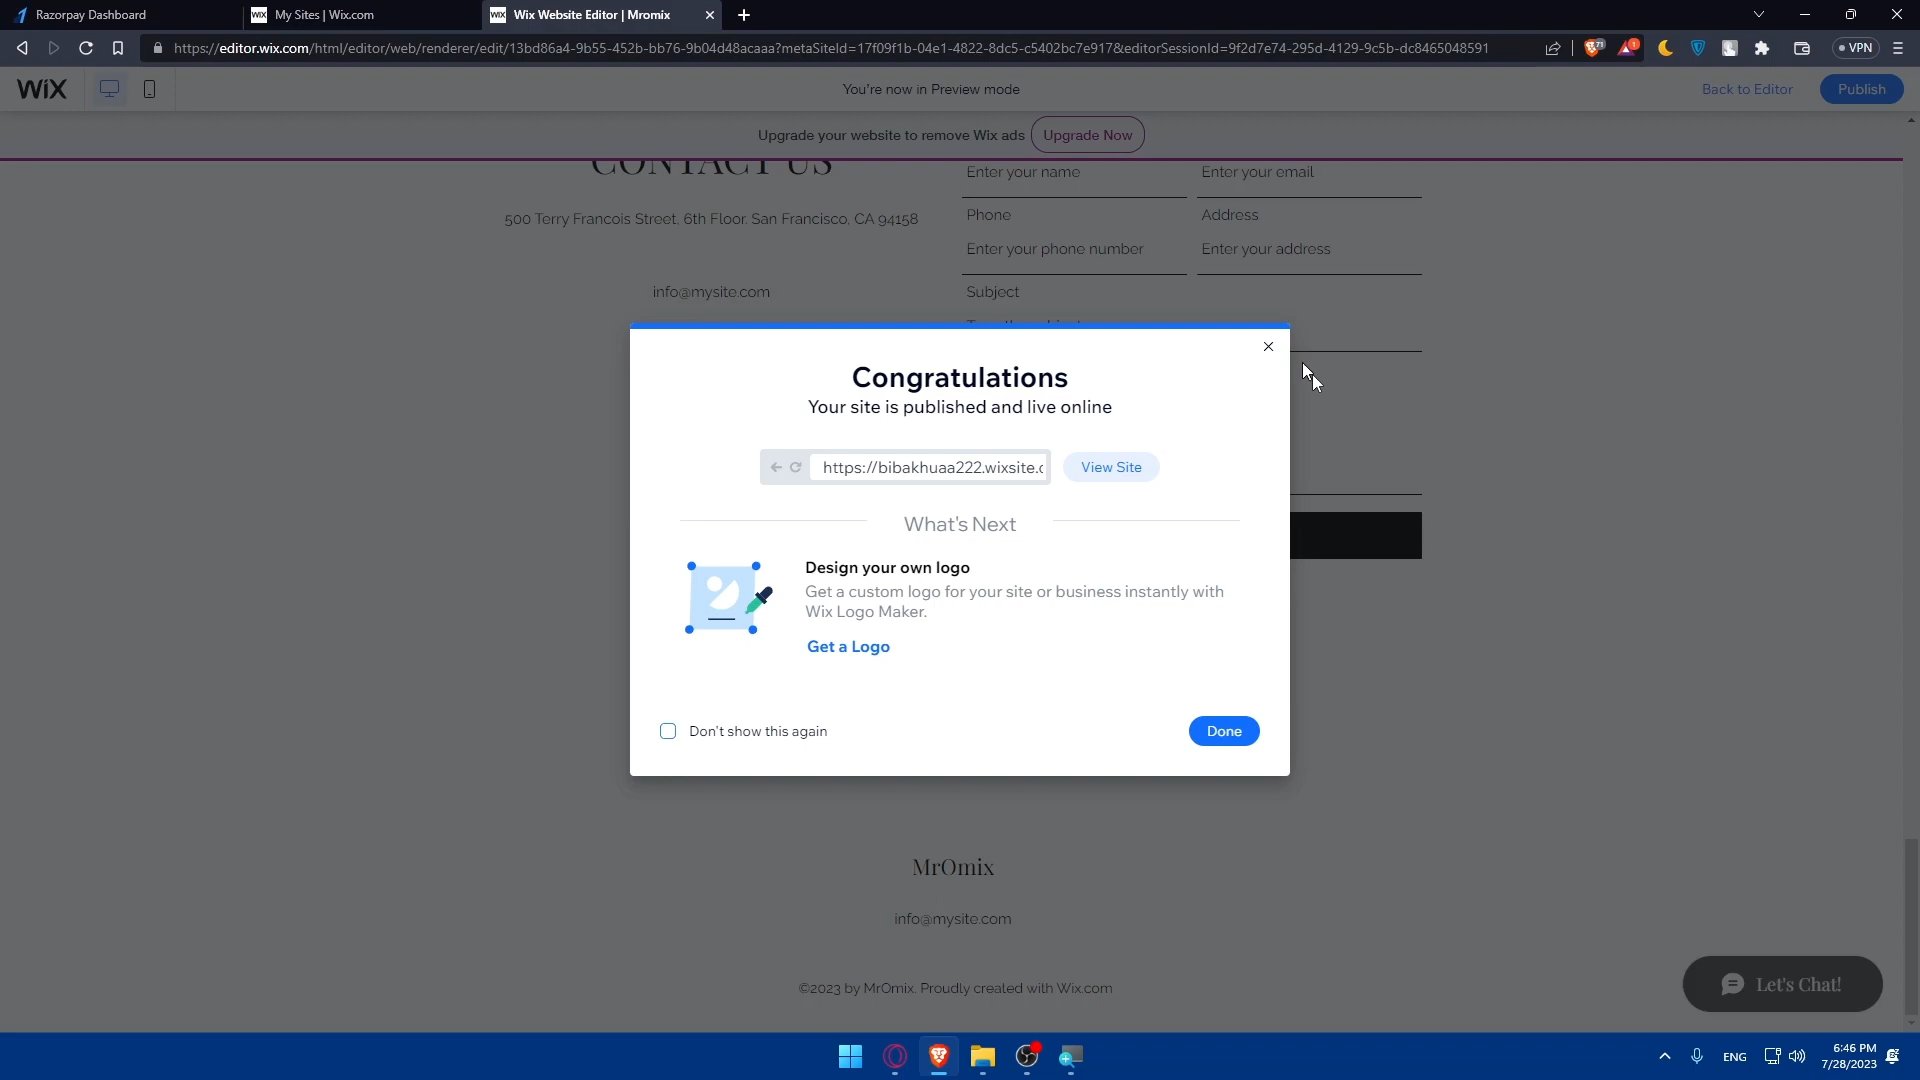 Razorpay Dashboard
WIX My Sites | Wix.com
WIX Wix Website Editor | Mromix
https://editor.wix.com/html/editor/web/renderer/edit/13bd86a4-9b55-452b-bb76-9b04d48acaaa?metaSiteId=17f09f1b-04e1-4822-8dc5-c5402bc7e917&editorSessionId=9f2d7e74-295d-4129-9c5b-dc8465048591
71
1
VPN
WiX
You're now in Preview mode
Back to Editor
Publish
Upgrade your website to remove Wix ads
Upgrade Now
CONTACT US
Enter your name
Enter your email
500 Terry Francois Street, 6th Floor. San Francisco, CA 94158
Phone
Address
Enter your phone number
Enter your address
info@mysite.com
Subject
Congratulations
Your site is published and live online
https://bibakhuaa222.wixsite.c
View Site
What's Next
Design your own logo
Get a custom logo for your site or business instantly with
Wix Logo Maker.
Get a Logo
Don't show this again
Done
MrOmix
info@mysite.com
©2023 by MrOmix. Proudly created with Wix.com
Let's Chat!
ENG
6:46 PM
7/28/2023